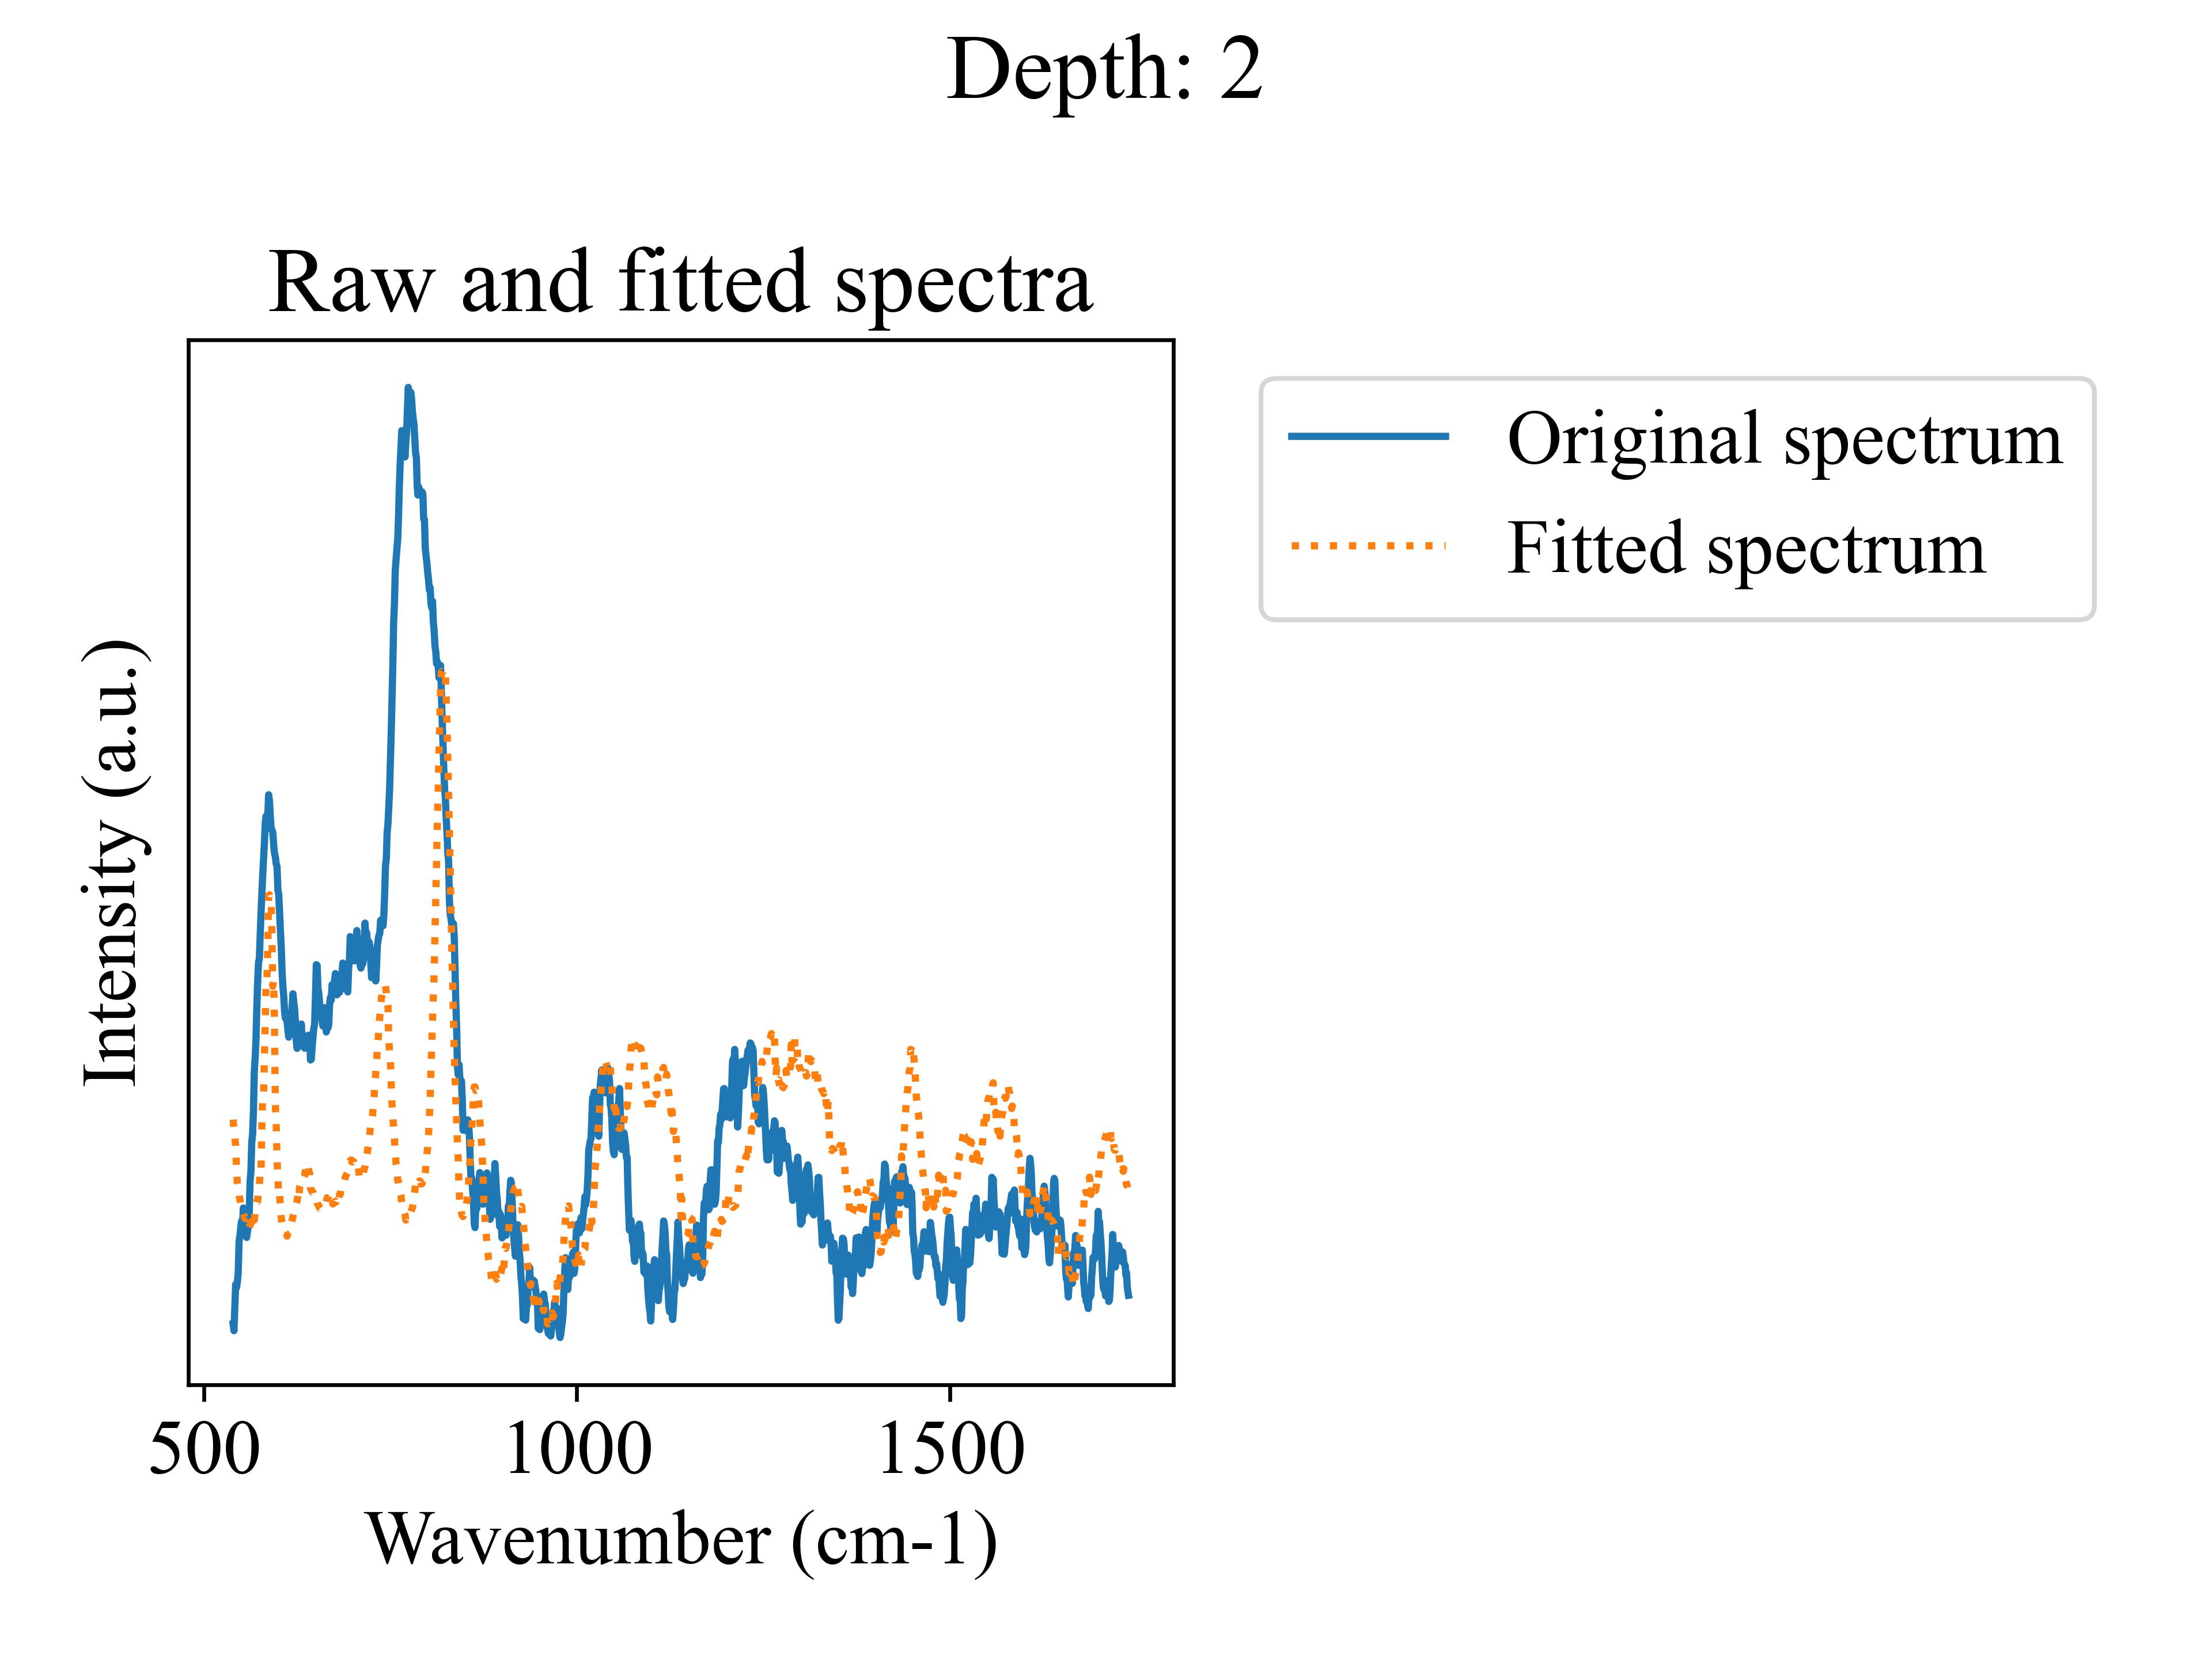 Depth: 2
Raw and fitted spectra
Original spectrum
Fitted spectrum
Intensity (a.u.)
500 1000 1500
Wavenumber (cm-1)